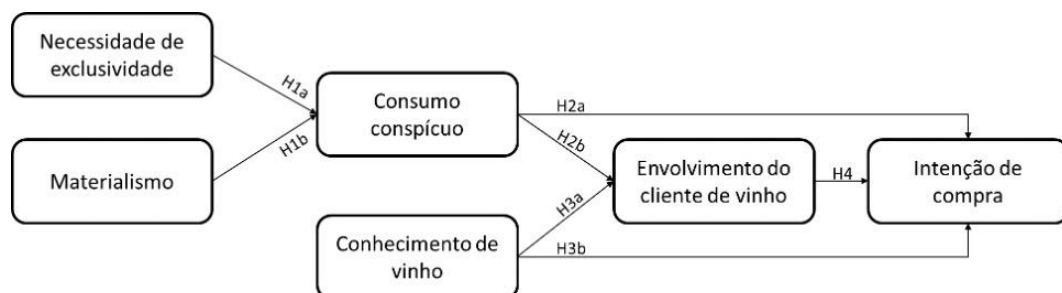 Necessidade de
exclusividade
H1a
Materialismo
H1b
Consumo
conspícuo
H2a
H2b
Conhecimento de
vinho
H3a
H3b
Envolvimento do
cliente de vinho
H4
Intenção de
compra